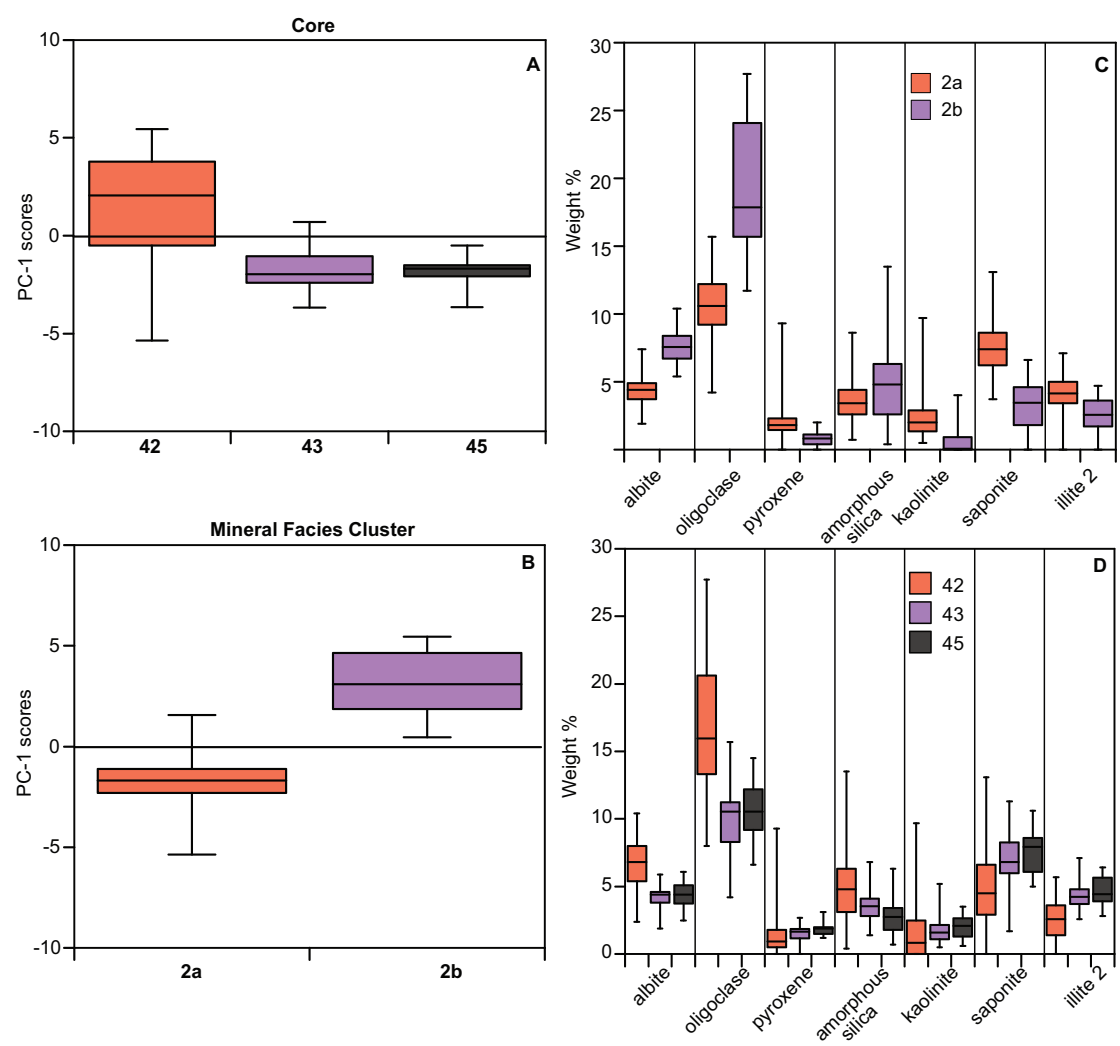 Core
A
10
5
0
-5
-10
PC-1 scores
42
43
45
Mineral Facies Cluster
B
10
5
0
-5
-10
PC-1 scores
2a
2b
C
2a
2b
30
25
20
15
10
5
Weight %
albite
oligoclase
pyroxene
amorphous
silica
kaolinite
saponite
illite 2
D
42
43
45
30
25
20
15
10
5
0
Weight %
albite
oligoclase
pyroxene
amorphous
silica
kaolinite
saponite
illite 2